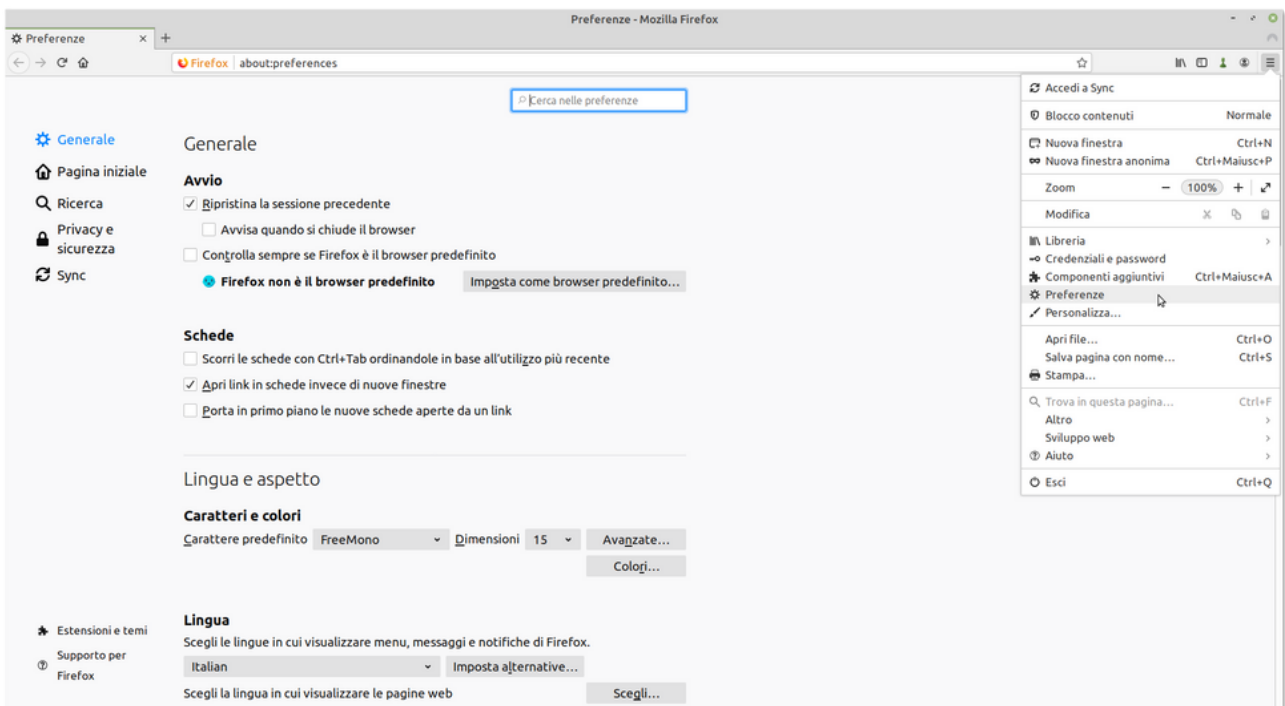 Preferenze - Mozilla Firefox
Preferenze
Firefox about:preferences
Cerca nelle preferenze
Generale
Pagina iniziale
Ricerca
Privacy e
sicurezza
Sync
Estensioni e temi
Supporto per
Firefox
Generale
Avvio
Ripristina la sessione precedente
Avvisa quando si chiude il browser
Controlla sempre se Firefox è il browser predefinito
Firefox non è il browser predefinito Imposta come browser predefinito...
Schede
Scorri le schede con Ctrl+Tab ordinandole in base all'utilizzo più recente
Apri link in schede invece di nuove finestre
Porta in primo piano le nuove schede aperte da un link
Lingua e aspetto
Caratteri e colori
Carattere predefinito FreeMono Dimensioni 15 Avanzate...
Colori...
Lingua
Scegli le lingue in cui visualizzare menu, messaggi e notifiche di Firefox.
Italian Imposta alternative...
Scegli la lingua in cui visualizzare le pagine web Scegli...
Accedi a Sync
Blocco contenuti Normale
Nuova finestra Ctrl+N
Nuova finestra anonima Ctrl+Maiusc+P
Zoom − 100% +
Modifica
Libreria
Credenziali e password
Componenti aggiuntivi Ctrl+Maiusc+A
Preferenze
Personalizza...
Apri file... Ctrl+O
Salva pagina con nome... Ctrl+S
Stampa...
Trova in questa pagina... Ctrl+F
Altro
Sviluppo web
Aiuto
Esci Ctrl+Q